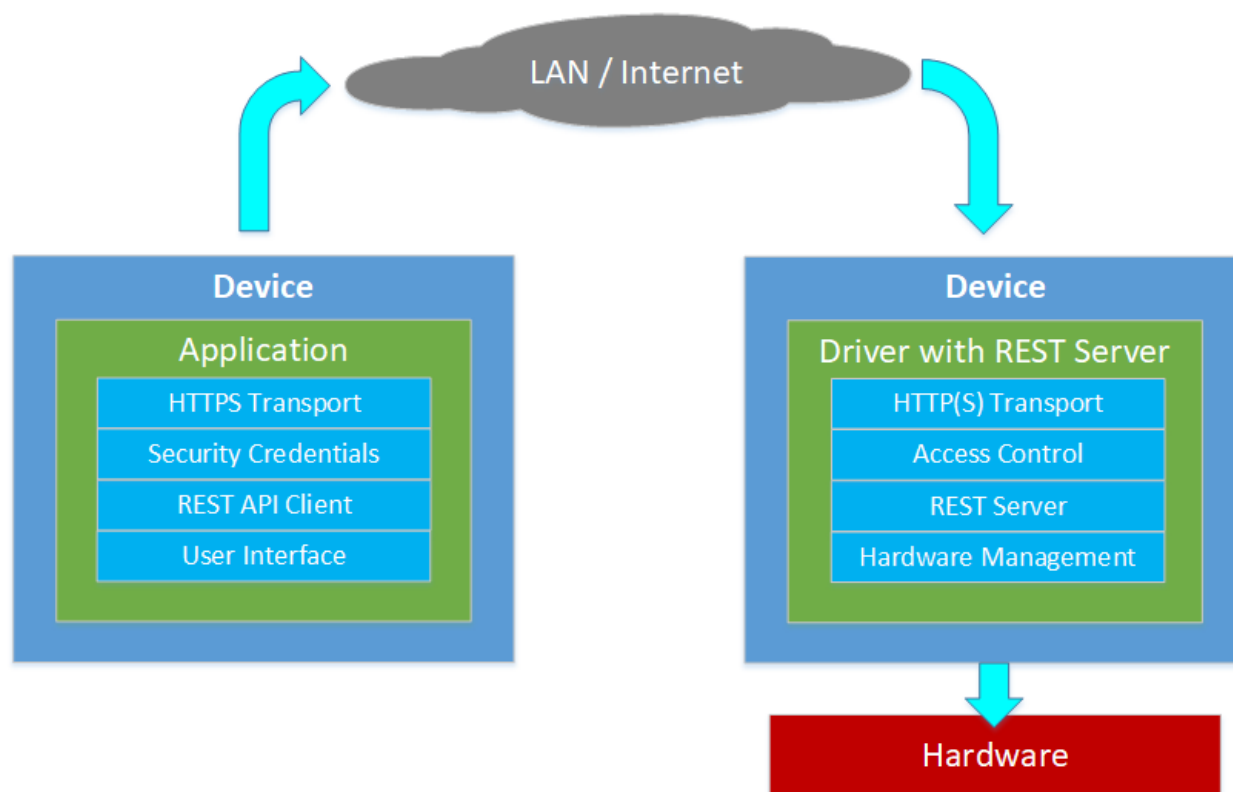 LAN / Internet
Device
Application
HTTPS Transport
Security Credentials
REST API Client
User Interface
Device
Driver with REST Server
HTTP(S) Transport
Access Control
REST Server
Hardware Management
Hardware